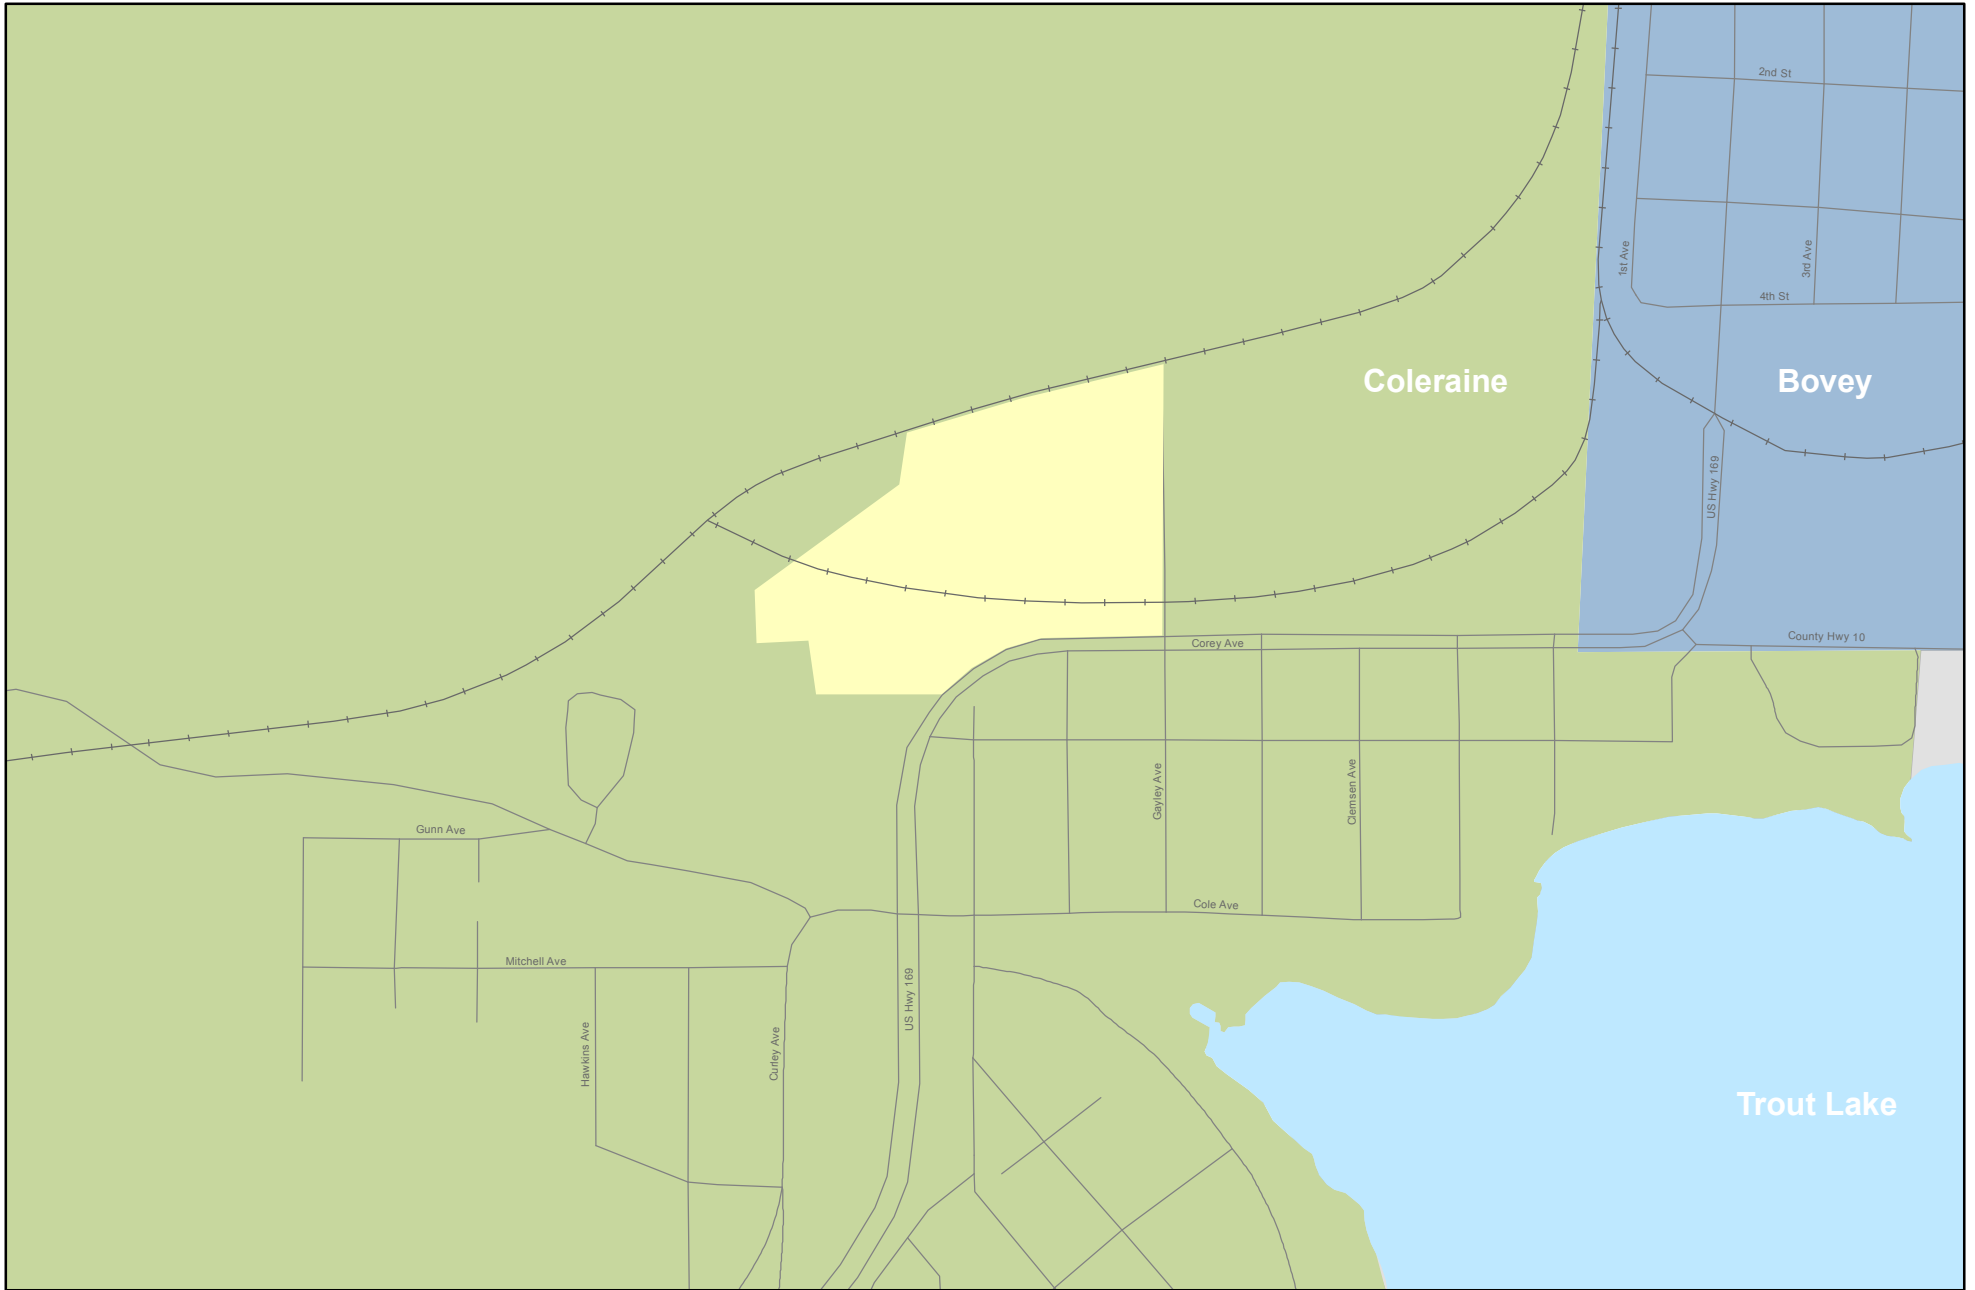 2nd St
1st Ave
3rd Ave
4th St
Coleraine
Bovey
US Hwy 169
County Hwy 10
Corey Ave
Gayley Ave
Clemsen Ave
Gunn Ave
Cole Ave
Mitchell Ave
US Hwy 169
Hawkins Ave
Curley Ave
Trout Lake